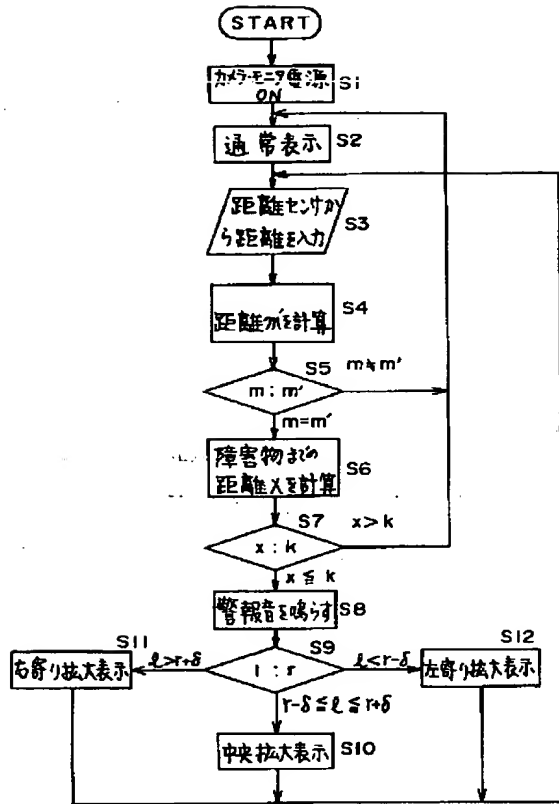 START
カメラ・モニタ電源
ON
S1
通常表示
S2
距離センサか
ら距離を入力
S3
S4
距離m'を計算
S5
m≒m'
m : m'
m=m'
障害物までの
距離xを計算
S6
S7
x>k
x : k
x≦k
警報音を鳴らす
S8
S9
l : r
S11
ℓ>r+δ
右寄り拡大表示
ℓ<r-δ
S12
左寄り拡大表示
r-δ≦ℓ≦r+δ
中央拡大表示
S10